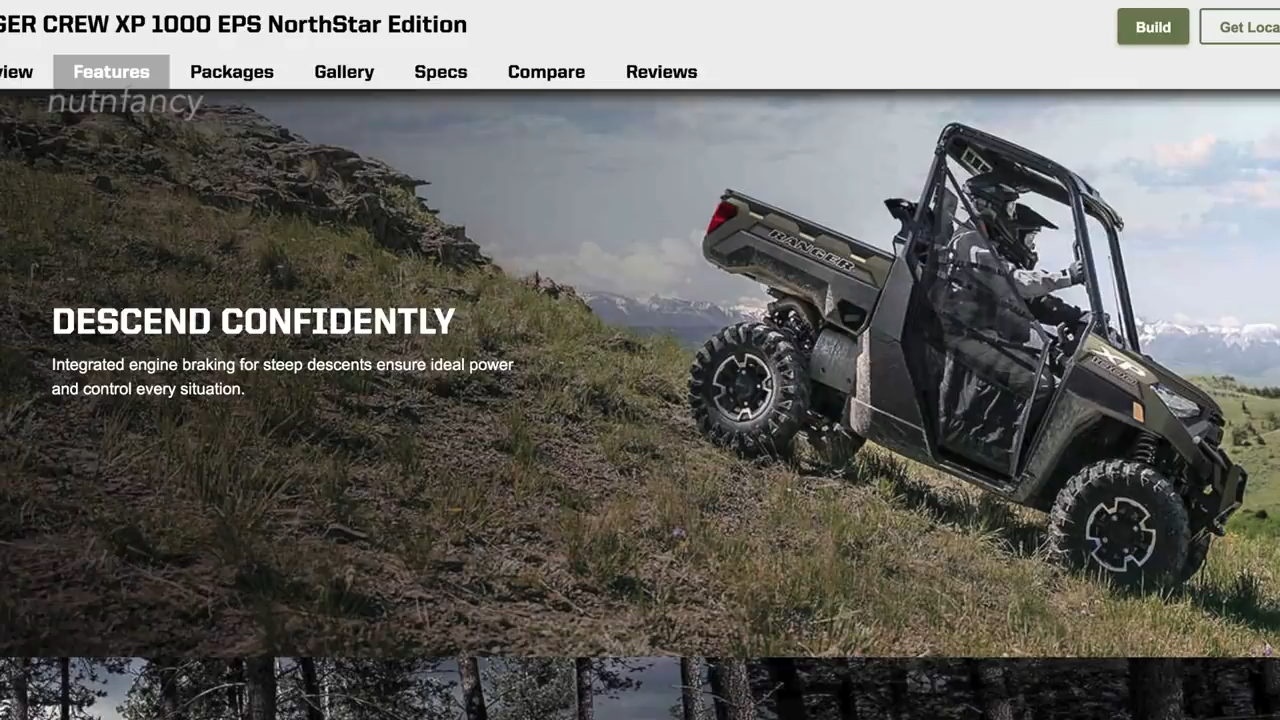 GER CREW XP 1000 EPS NorthStar Edition
Build
Get Loca
view
Features
Packages
Gallery
Specs
Compare
Reviews
nutnfancy
RANGER
DESCEND CONFIDENTLY
Integrated engine braking for steep descents ensure ideal power
and control every situation.
XP
1000